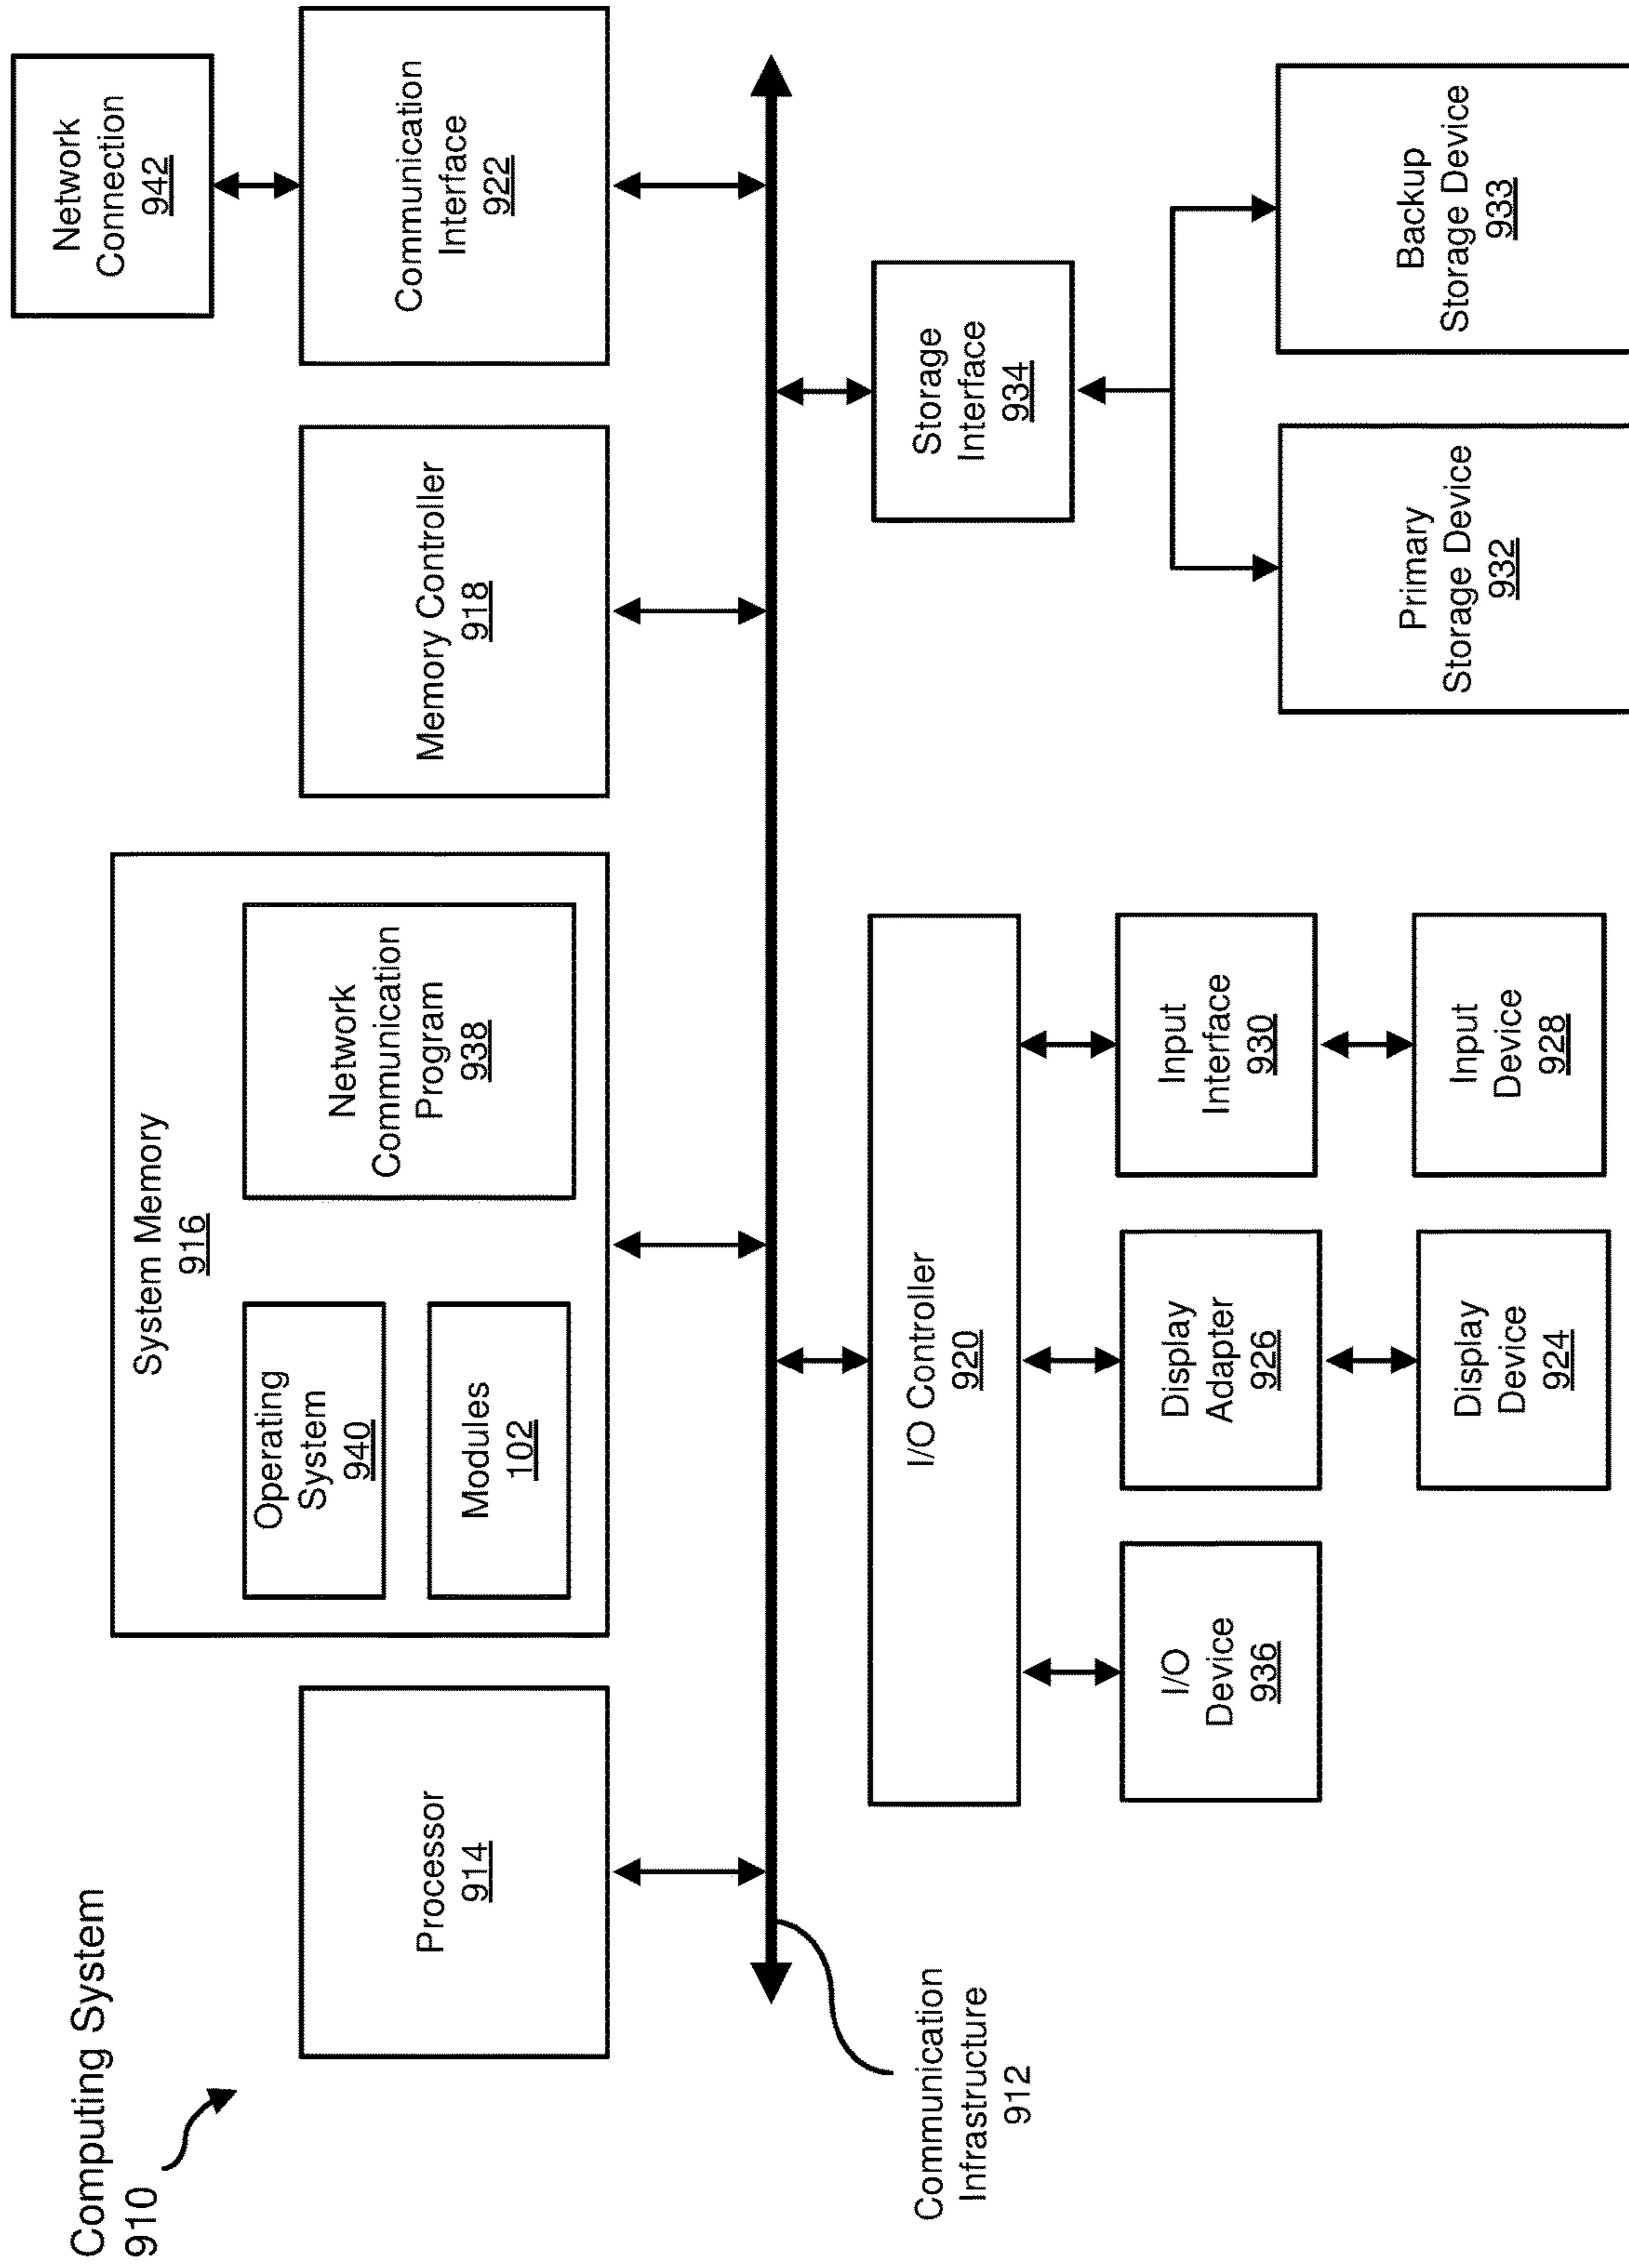 Computing System
910
Processor
914
System Memory
916
Operating
System
940
Modules
102
Network
Communication
Program
938
Memory Controller
918
Communication
Interface
922
Network
Connection
942
Communication
Infrastructure
912
I/O Controller
920
I/O
Device
936
Display
Adapter
926
Input
Interface
930
Display
Device
924
Input
Device
928
Storage
Interface
934
Primary
Storage Device
932
Backup
Storage Device
933